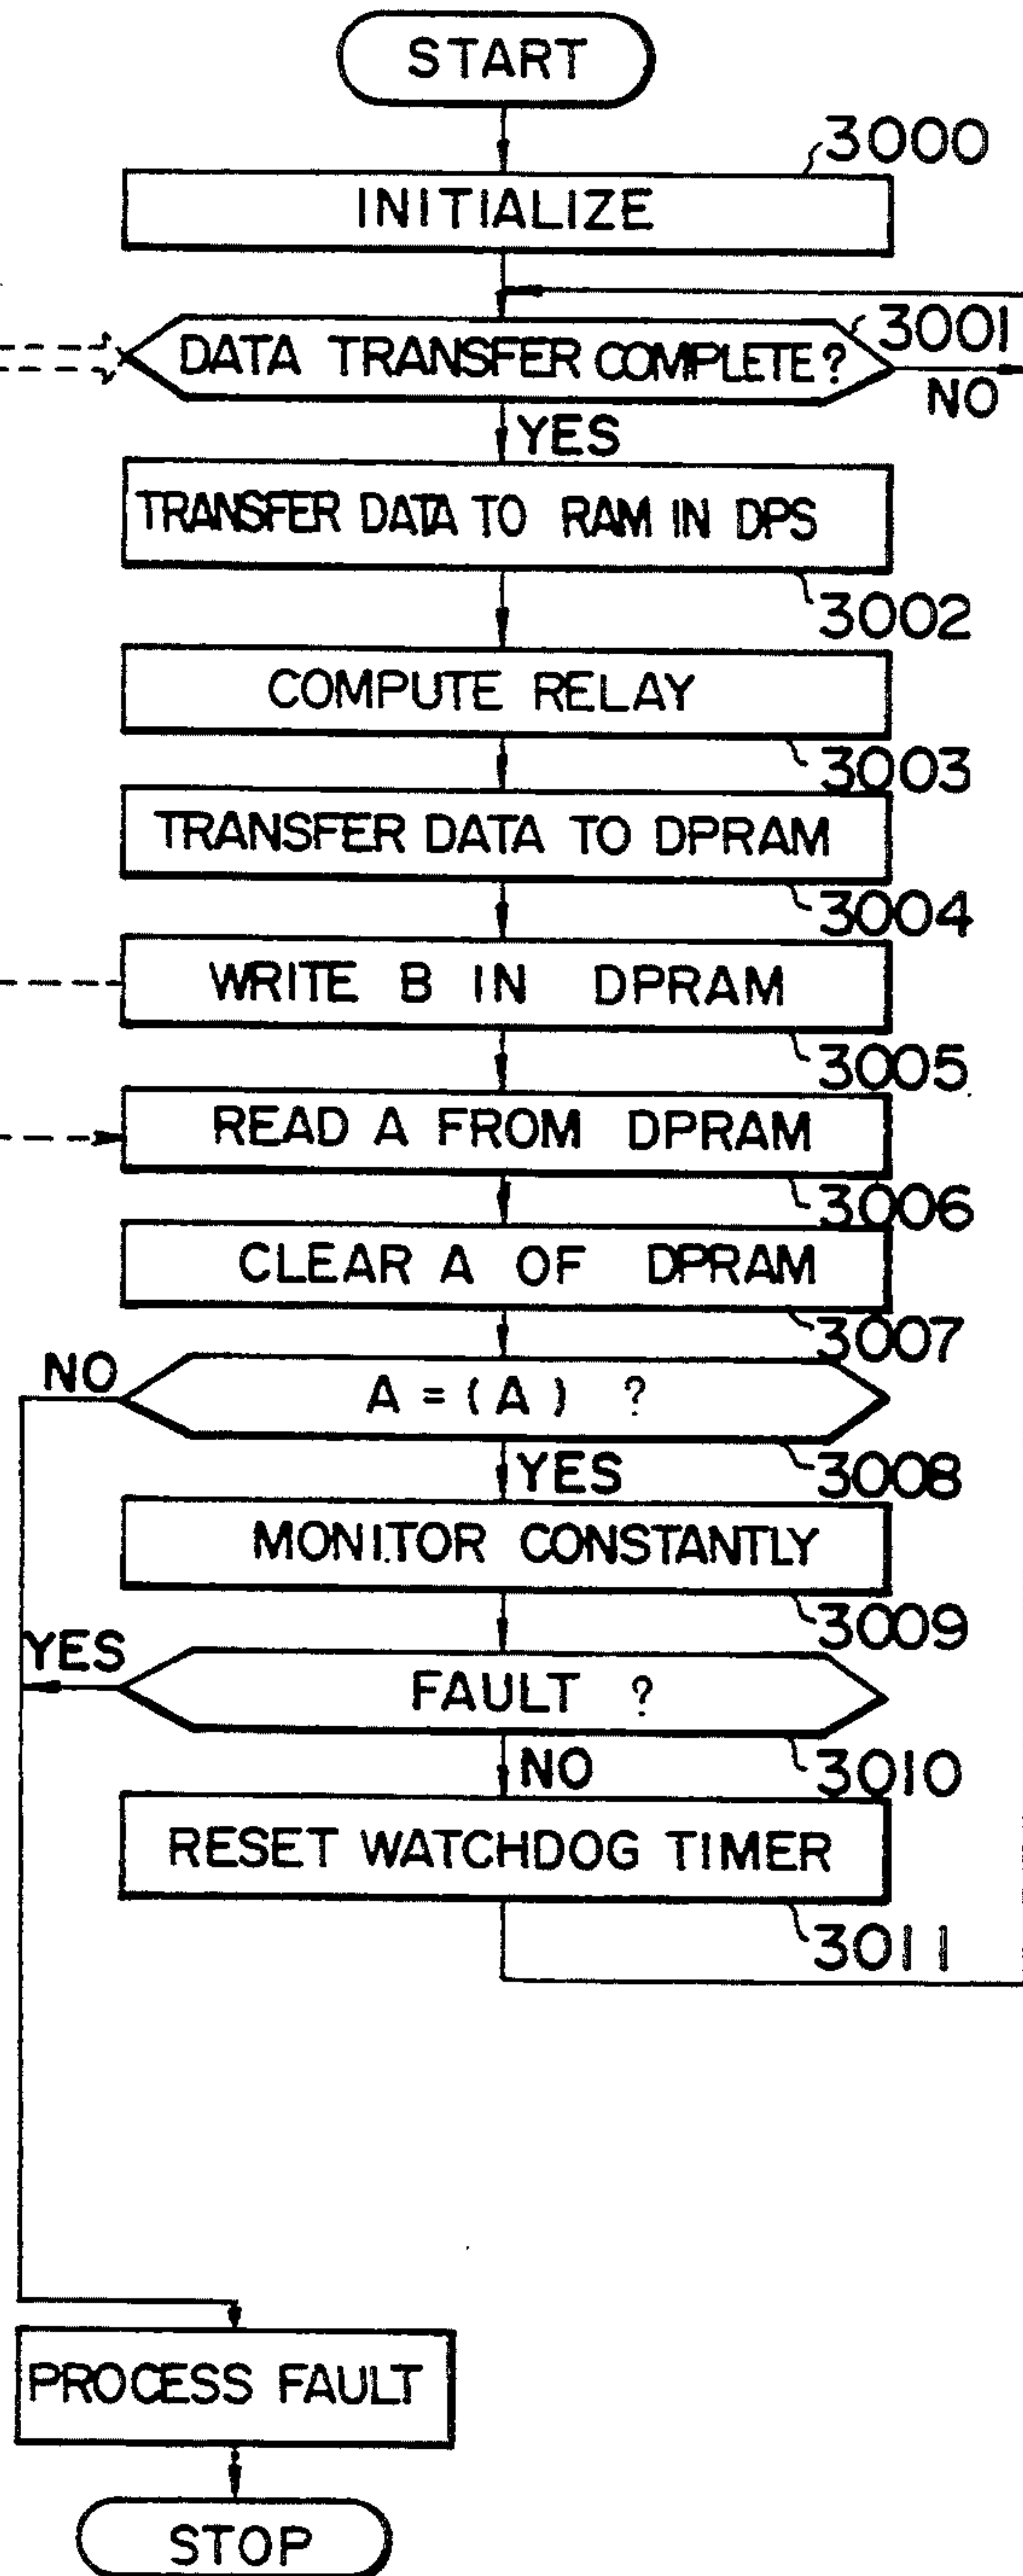 START
3000
INITIALIZE
3001
DATA TRANSFER COMPLETE?
NO
YES
TRANSFER DATA TO RAM IN DPS
3002
COMPUTE RELAY
3003
TRANSFER DATA TO DPRAM
3004
WRITE B IN DPRAM
3005
READ A FROM DPRAM
3006
CLEAR A OF DPRAM
3007
NO
A = (A) ?
3008
YES
MONITOR CONSTANTLY
3009
YES
FAULT ?
3010
NO
RESET WATCHDOG TIMER
3011
PROCESS FAULT
STOP